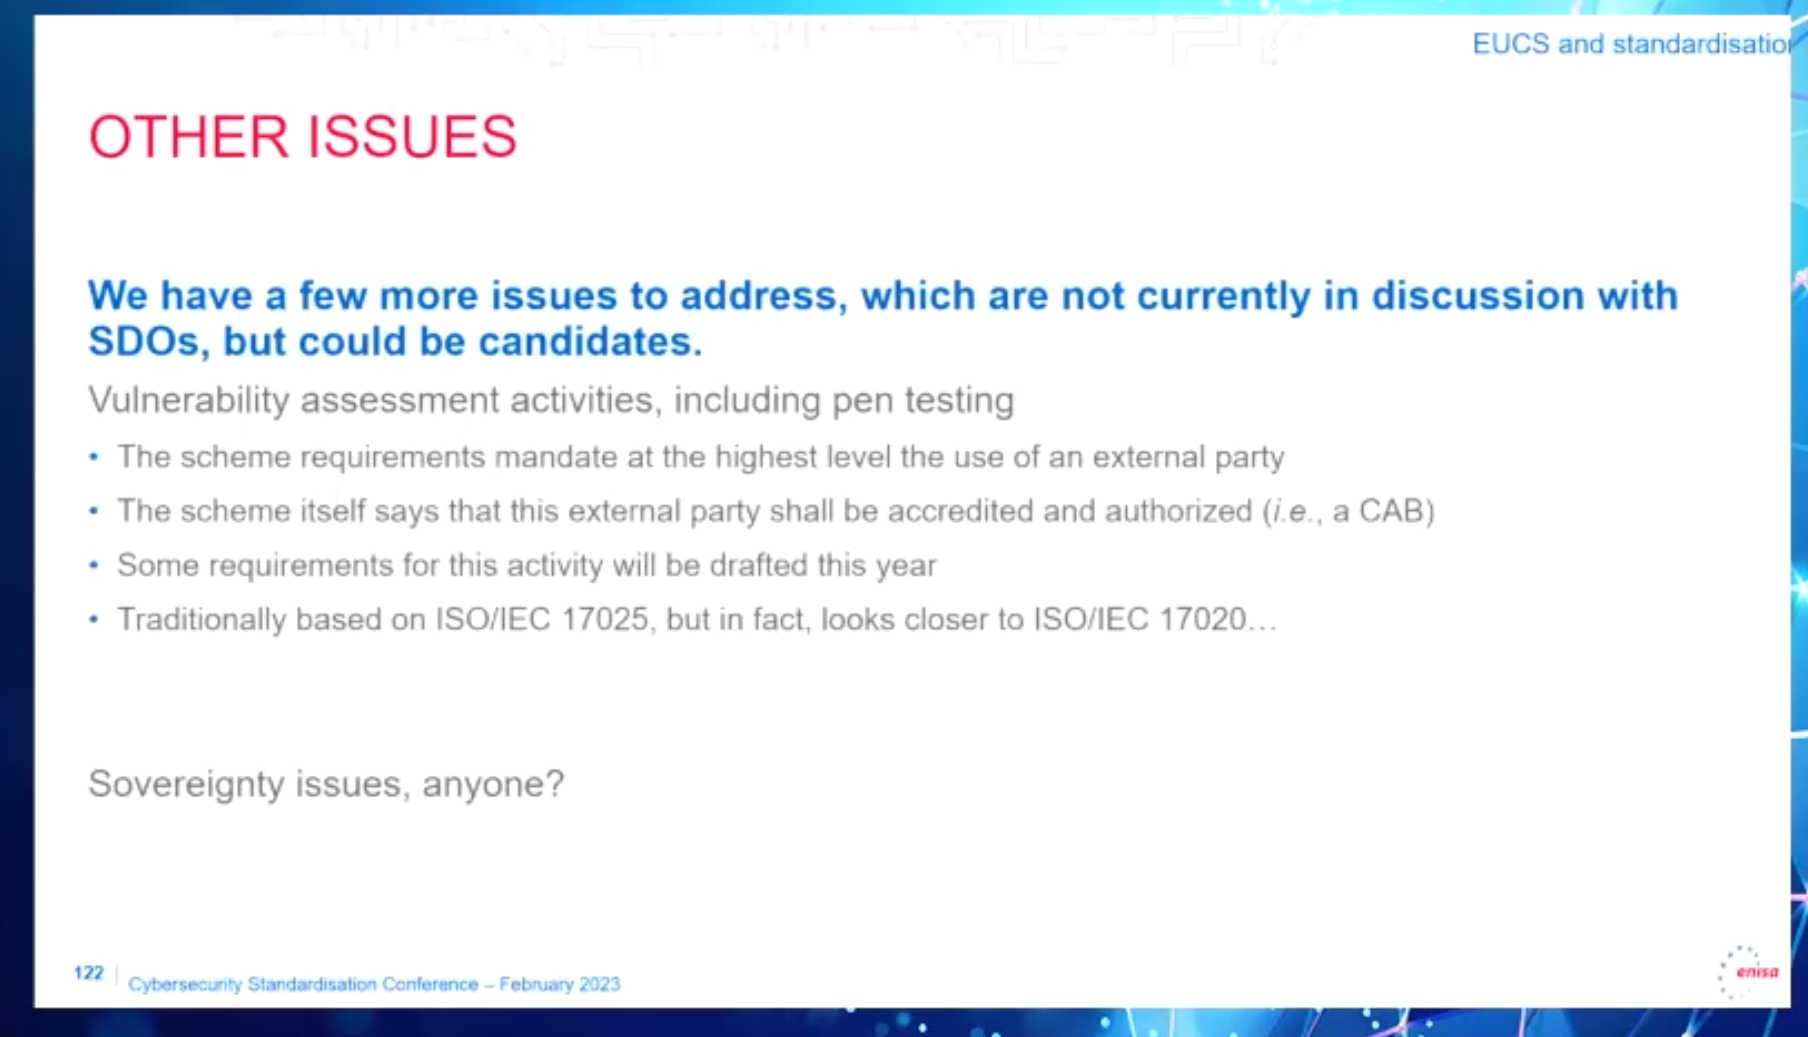 EUCS and standardisation
OTHER ISSUES
We have a few more issues to address, which are not currently in discussion with
SDOs, but could be candidates.
Vulnerability assessment activities, including pen testing
• The scheme requirements mandate at the highest level the use of an external party
• The scheme itself says that this external party shall be accredited and authorized (i.e., a CAB)
• Some requirements for this activity will be drafted this year
• Traditionally based on ISO/IEC 17025, but in fact, looks closer to ISO/IEC 17020…
Sovereignty issues, anyone?
122
Cybersecurity Standardisation Conference – February 2023
enisa